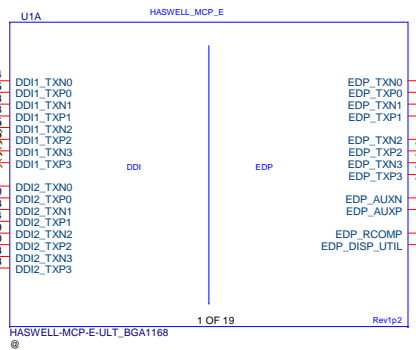 U1A
HASWELL_MCP_E
DDI1_TXN0
DDI1_TXP0
DDI1_TXN1
DDI1_TXP1
DDI1_TXN2
DDI1_TXP2
DDI1_TXN3
DDI1_TXP3
DDI2_TXN0
DDI2_TXP0
DDI2_TXN1
DDI2_TXP1
DDI2_TXN2
DDI2_TXP2
DDI2_TXN3
DDI2_TXP3
DDI
EDP
EDP_TXN0
EDP_TXP0
EDP_TXN1
EDP_TXP1
EDP_TXN2
EDP_TXP2
EDP_TXN3
EDP_TXP3
EDP_AUXN
EDP_AUXP
EDP_RCOMP
EDP_DISP_UTIL
1 OF 19
Rev1p2
HASWELL-MCP-E-ULT_BGA1168
@